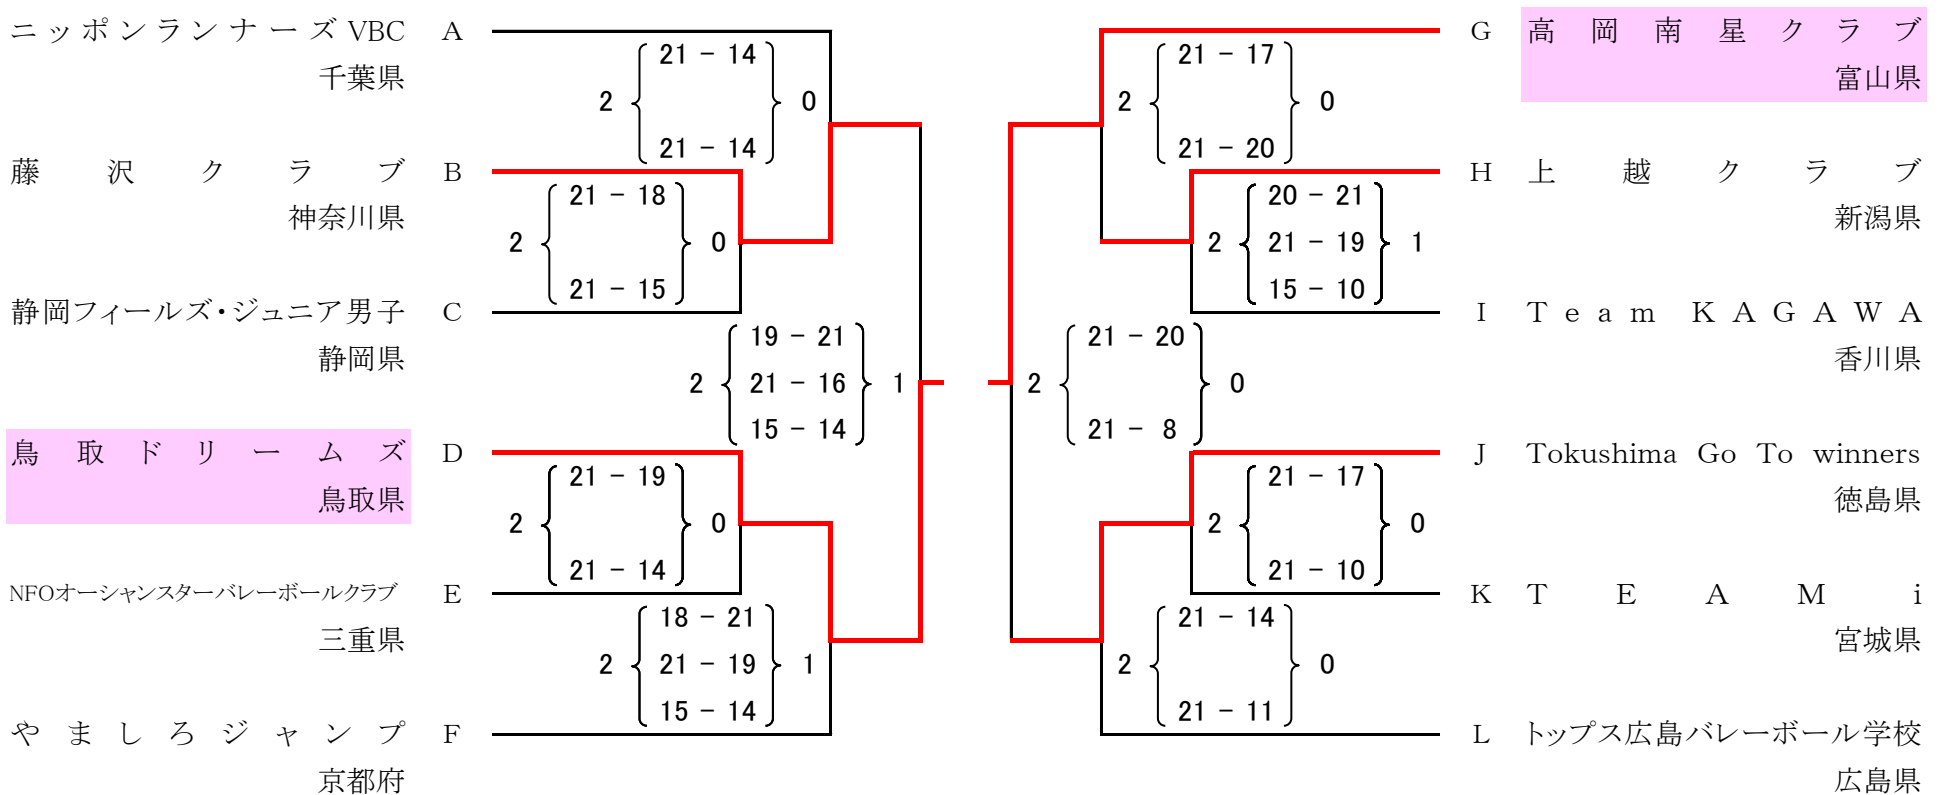 ニッポンランナーズVBC A
千葉県
藤沢クラブ B
神奈川県
静岡フィールズ・ジュニア男子 C
静岡県
鳥取ドリームズ D
鳥取県
NFOオーシャンスターバレーボールクラブ E
三重県
やましろジャンプ F
京都府
21 - 14
2 0
21 - 14
21 - 18
2 0
21 - 15
19 - 21
2 21 - 16 1
15 - 14
21 - 19
2 0
21 - 14
18 - 21
2 21 - 19 1
15 - 14
21 - 17
2 0
21 - 20
20 - 21
2 21 - 19 1
15 - 10
21 - 20
2 0
21 - 8
21 - 17
2 0
21 - 10
21 - 14
2 0
21 - 11
G 高岡南星クラブ
富山県
H 上越クラブ
新潟県
I Team KAGAWA
香川県
J Tokushima Go To winners
徳島県
K TEAM i
宮城県
L トップス広島バレーボール学校
広島県